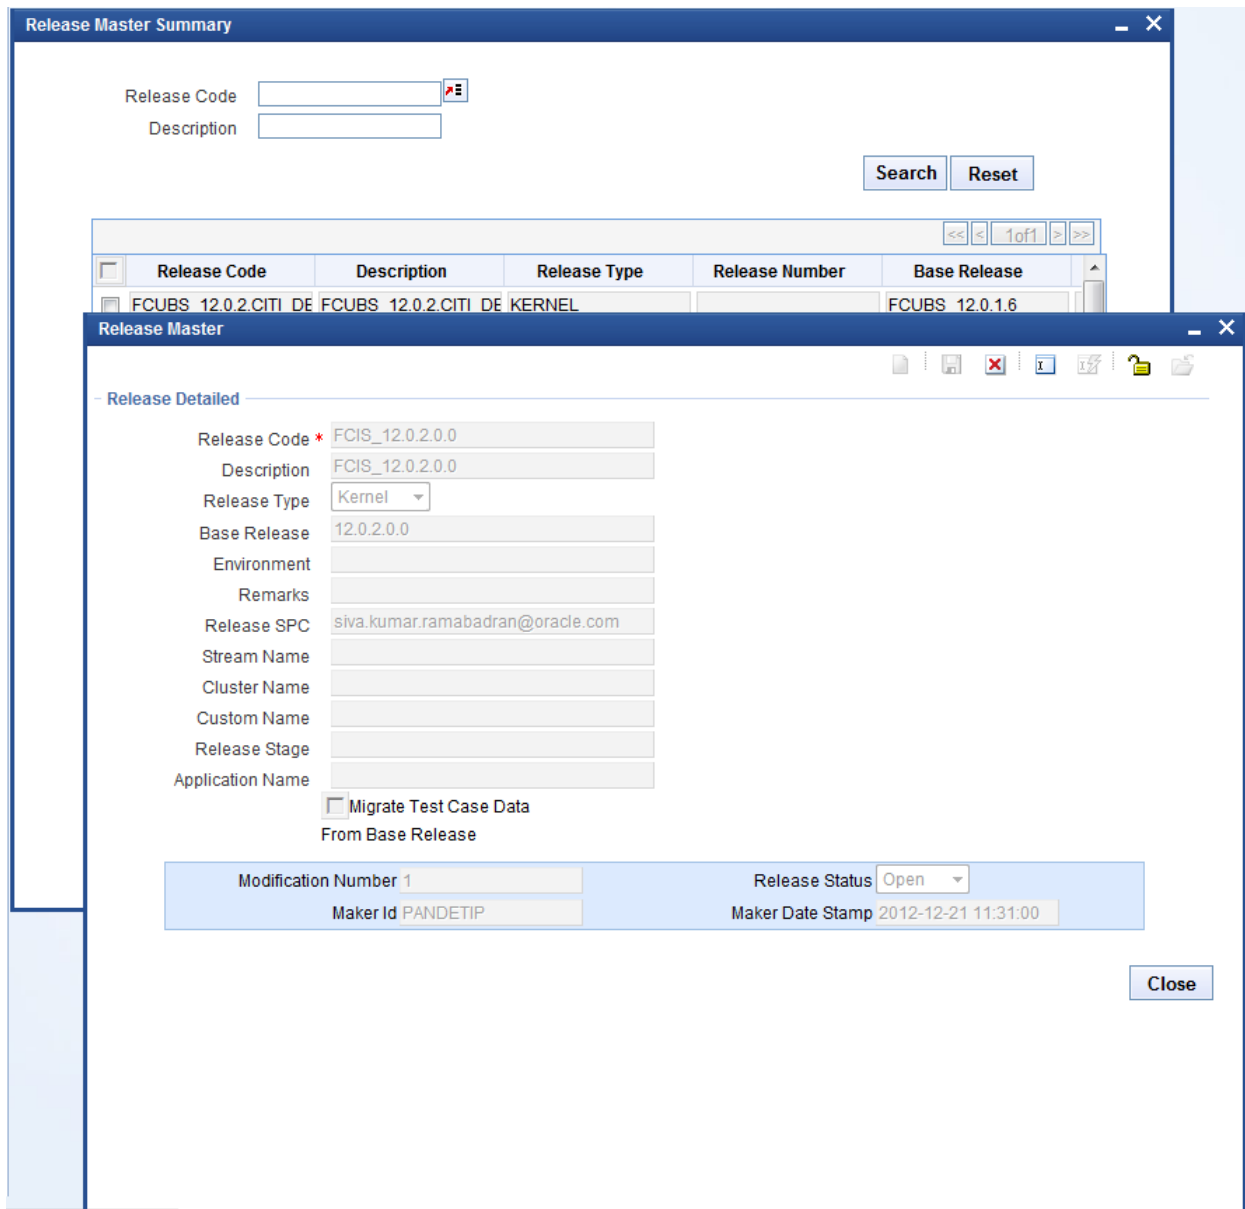 Release Master Summary
Release Code
Description
Search Reset
<< < 1of1 > >>
Release Code Description Release Type Release Number Base Release
FCUBS_12.0.2.CITI_DE FCUBS_12.0.2.CITI_DE KERNEL FCUBS_12.0.1.6
Release Master
Release Detailed
Release Code * FCIS_12.0.2.0.0
Description FCIS_12.0.2.0.0
Release Type Kernel
Base Release 12.0.2.0.0
Environment
Remarks
Release SPC siva.kumar.ramabadran@oracle.com
Stream Name
Cluster Name
Custom Name
Release Stage
Application Name
Migrate Test Case Data
From Base Release
Modification Number 1 Release Status Open
Maker Id PANDETIP Maker Date Stamp 2012-12-21 11:31:00
Close